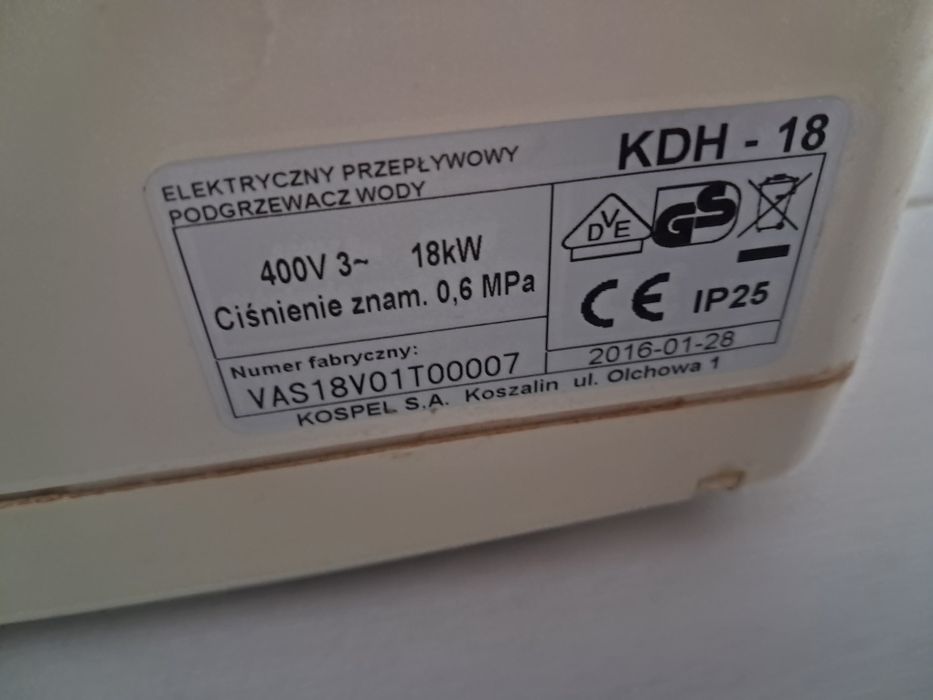 KDH - 18
ELEKTRYCZNY PRZEPŁYWOWY
PODGRZEWACZ WODY
400V 3~ 18kW
Ciśnienie znam. 0,6 MPa
VDE
GS
CE IP25
Numer fabryczny:
VAS18V01T00007
2016-01-28
KOSPEL S.A. Koszalin ul. Olchowa 1